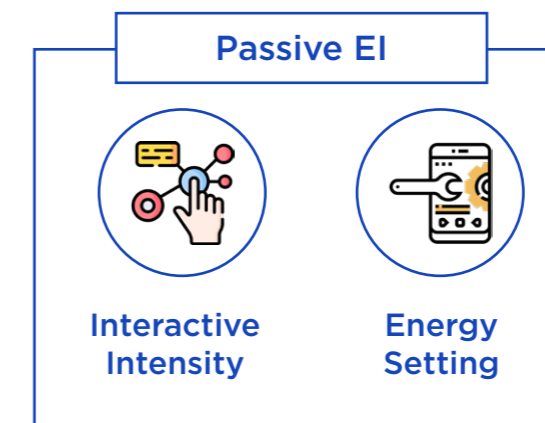 Passive EI
Interactive
Intensity
Energy
Setting